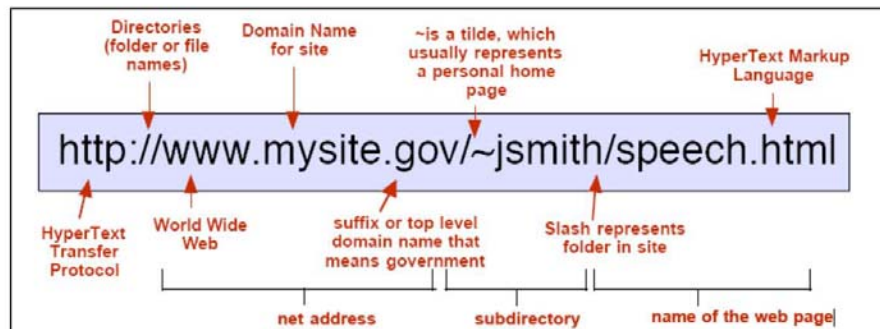 Directories
(folder or file
names)
Domain Name
for site
~is a tilde, which
usually represents
a personal home
page
HyperText Markup
Language
http://www.mysite.gov/~jsmith/speech.html
HyperText
Transfer
Protocol
World Wide
Web
suffix or top level
domain name that
means government
Slash represents
folder in site
net address
subdirectory
name of the web page